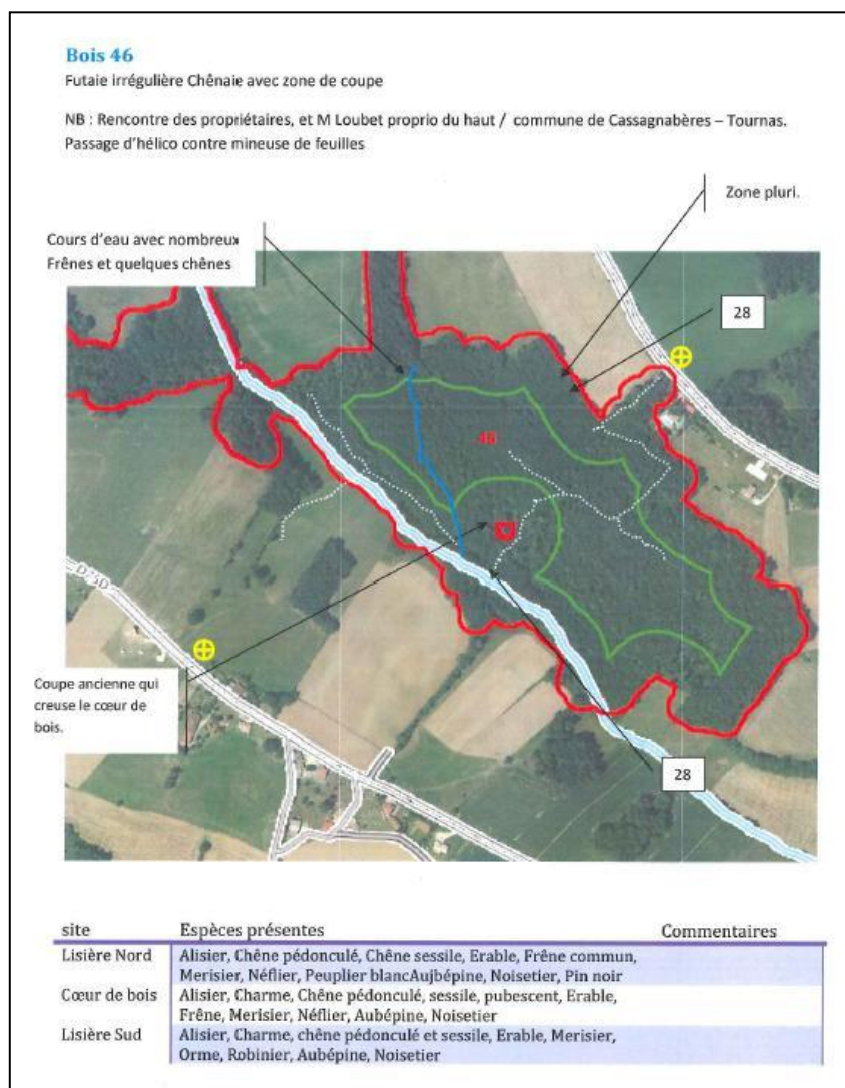 Bois 46
Futaie irrégulière Chênaie avec zone de coupe
NB : Rencontre des propriétaires, et M Loubet proprio du haut / commune de Cassagnabères – Tournas.
Passage d'hélico contre mineuse de feuilles
Zone pluri.
Cours d'eau avec nombreux
Frênes et quelques chênes
28
46
Coupe ancienne qui
creuse le cœur de
bois.
28
site Espèces présentes Commentaires
Lisière Nord Alisier, Chêne pédonculé, Chêne sessile, Erable, Frêne commun,
Merisier, Néflier, Peuplier blancAujbépine, Noisetier, Pin noir
Cœur de bois Alisier, Charme, Chêne pédonculé, sessile, pubescent, Erable,
Frêne, Merisier, Néflier, Aubépine, Noisetier
Lisière Sud Alisier, Charme, chêne pédonculé et sessile, Erable, Merisier,
Orme, Robinier, Aubépine, Noisetier